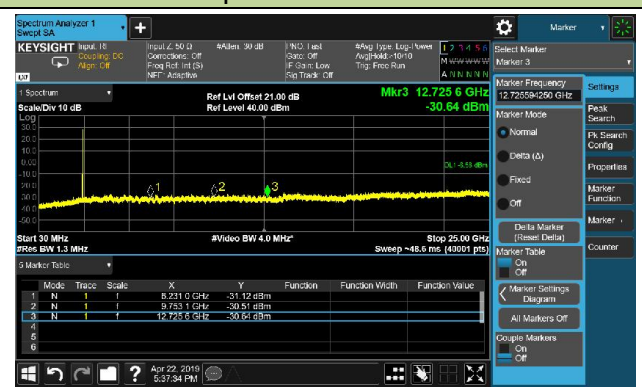 Spectrum Analyzer 1
Swept SA
Marker
KEYSIGHT Input: RF Input Z: 50 Ω #Atten: 30 dB PNO: Fast #Avg Type: Log-Power 1 2 3 4 5 6
Coupling: DC Corrections: Off Gate: Off Avg|Hold:>10/10 M W W W W W
Align: Off Freq Ref: Int (S) IF Gain: Low Trig: Free Run
NFE: Adaptive Sig Track: Off A N N N N N
1 Spectrum
Ref Lvl Offset 21.00 dB Mkr3 12.725 6 GHz
Scale/Div 10 dB Ref Level 40.00 dBm -30.64 dBm
Log
30.0
20.0
10.0
0.00
DL1
-10.0
-20.0
-30.0
-40.0
-50.0
1
2
3
Start 30 MHz #Video BW 4.0 MHz* Stop 25.00 GHz
#Res BW 1.3 MHz Sweep ~48.6 ms (40001 pts)
5 Marker Table
Mode Trace Scale X Y Function Function Width Function Value
1 N 1 f 6.231 0 GHz -31.12 dBm
2 N 1 f 9.753 1 GHz -30.51 dBm
3 N 1 f 12.725 6 GHz -30.64 dBm
4
5
6
Apr 22, 2019
5:37:34 PM
Select Marker
Marker 3
Marker Frequency
12.725594250 GHz
Marker Mode
Normal
Delta (Δ)
Fixed
Off
Delta Marker
(Reset Delta)
Marker Table
On
Off
Marker Settings
Diagram
All Markers Off
Couple Markers
On
Off
Settings
Peak
Search
Pk Search
Config
Properties
Marker
Function
Marker
Counter